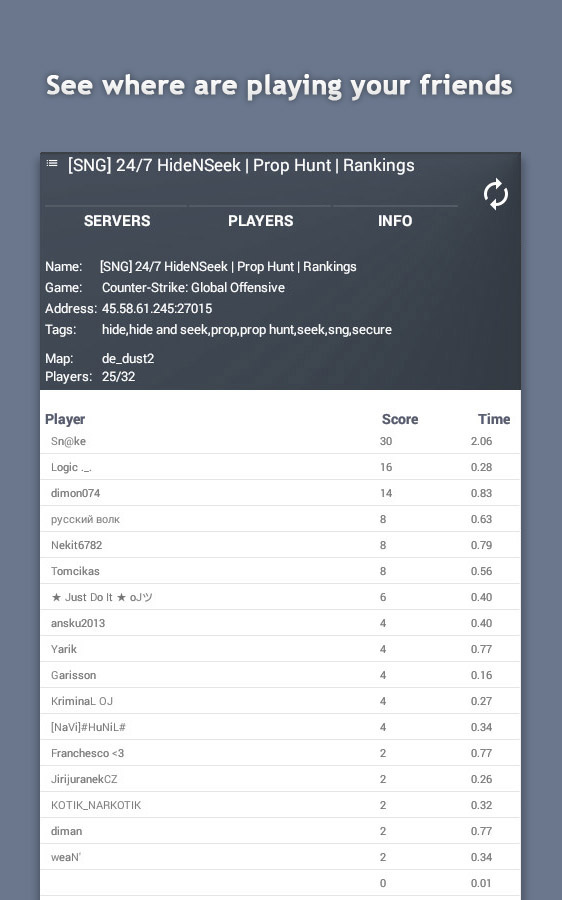 See where are playing your friends
[SNG] 24/7 HideNSeek | Prop Hunt | Rankings
SERVERS PLAYERS INFO
Name: [SNG] 24/7 HideNSeek | Prop Hunt | Rankings
Game: Counter-Strike: Global Offensive
Address: 45.58.61.245:27015
Tags: hide,hide and seek,prop,prop hunt,seek,sng,secure
Map: de_dust2
Players: 25/32
Player Score Time
Sn@ke 30 2.06
Logic ._. 16 0.28
dimon074 14 0.83
русский волк 8 0.63
Nekit6782 8 0.79
Tomcikas 8 0.56
★ Just Do It ★ oJツ 6 0.40
ansku2013 4 0.40
Yarik 4 0.77
Garisson 4 0.16
KriminaL OJ 4 0.27
[NaVi]#HuNiL# 4 0.34
Franchesco <3 2 0.77
JirijuranekCZ 2 0.26
KOTIK_NARKOTIK 2 0.32
diman 2 0.77
weaN' 2 0.34
0 0.01